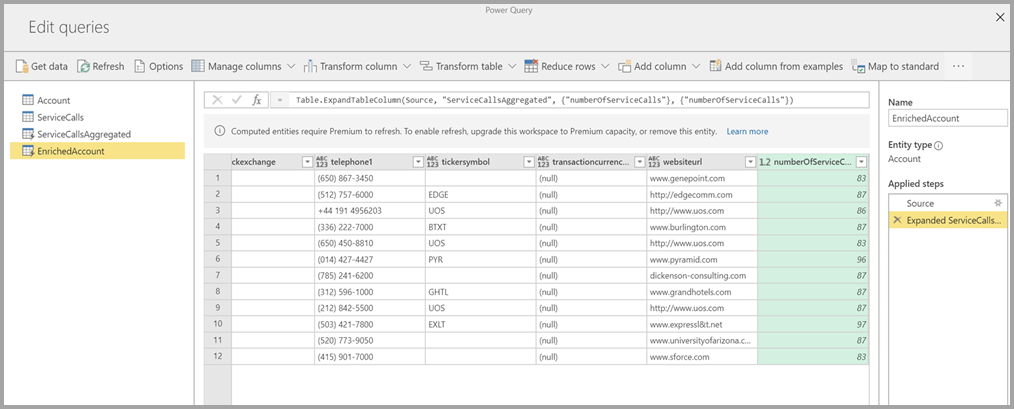 Power Query
Edit queries
Get data Refresh Options Manage columns Transform column Transform table Reduce rows Add column Add column from examples Map to standard ...
Account
ServiceCalls
ServiceCallsAggregated
EnrichedAccount
fx = Table.ExpandTableColumn(Source, "ServiceCallsAggregated", {"numberOfServiceCalls"}, {"numberOfServiceCalls"})
Computed entities require Premium to refresh. To enable refresh, upgrade this workspace to Premium capacity, or remove this entity. Learn more
ckexchange ABC 123 telephone1 ABC 123 tickersymbol ABC 123 transactioncurrenc... ABC 123 websiteurl 1.2 numberOfServiceC...
1 (650) 867-3450 (null) www.genepoint.com 83
2 (512) 757-6000 EDGE (null) http://edgecomm.com 87
3 +44 191 4956203 UOS (null) http://www.uos.com 86
4 (336) 222-7000 BTXT (null) www.burlington.com 87
5 (650) 450-8810 UOS (null) http://www.uos.com 83
6 (014) 427-4427 PYR (null) www.pyramid.com 96
7 (785) 241-6200 (null) dickenson-consulting.com 87
8 (312) 596-1000 GHTL (null) www.grandhotels.com 87
9 (212) 842-5500 UOS (null) http://www.uos.com 87
10 (503) 421-7800 EXLT (null) www.expressl&t.net 97
11 (520) 773-9050 (null) www.universityofarizona.c... 87
12 (415) 901-7000 (null) www.sforce.com 83
Name
EnrichedAccount
Entity type
Account
Applied steps
Source
Expanded ServiceCalls...